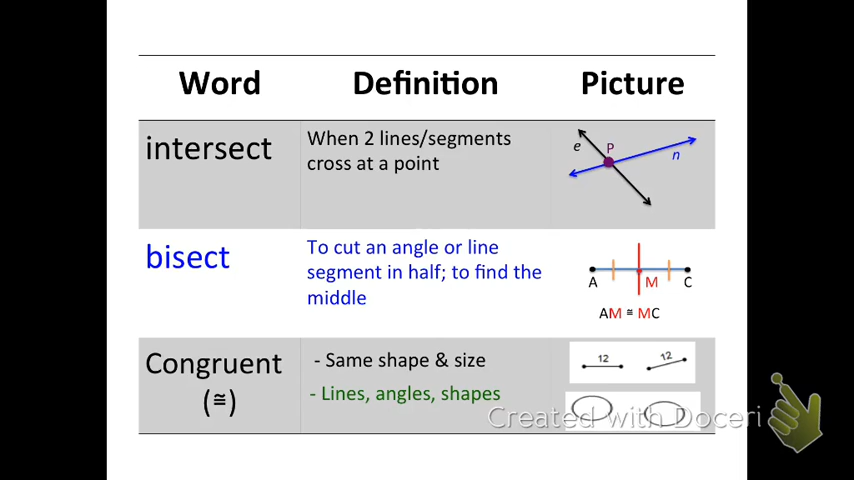 Word Definition Picture
intersect
When 2 lines/segments
cross at a point
e P n
bisect
To cut an angle or line
segment in half; to find the
middle
A M C
AM ≅ MC
Congruent
(≅)
- Same shape & size
- Lines, angles, shapes
12 12
Created with Doceri